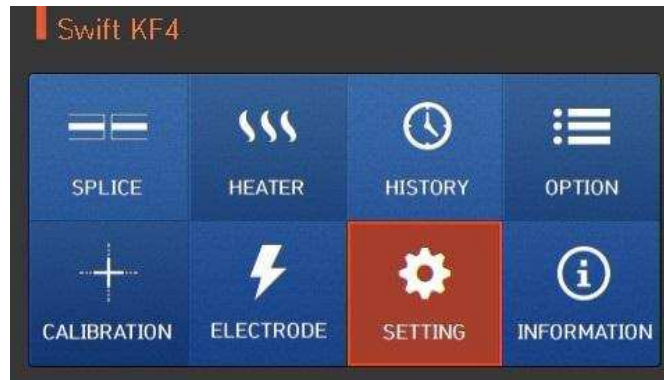 Swift KF4
SPLICE HEATER HISTORY OPTION
CALIBRATION ELECTRODE SETTING INFORMATION